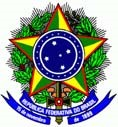 REPÚBLICA FEDERATIVA DO BRASIL
15 de novembro de 1889